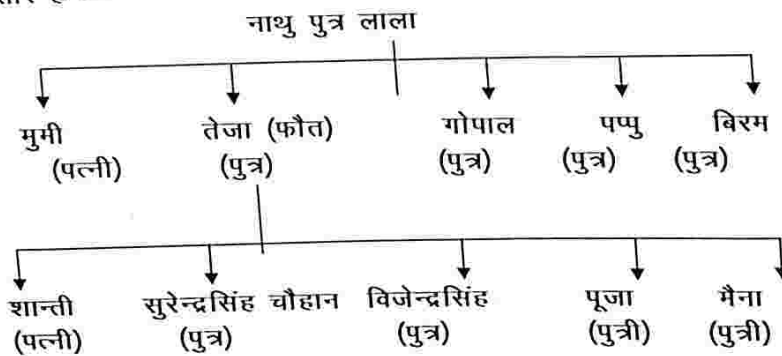 नाथु पुत्र लाला
मुमी तेजा (फौत) गोपाल पप्पु बिरम
(पत्नी) (पुत्र) (पुत्र) (पुत्र) (पुत्र)
शान्ती सुरेन्द्रसिंह चौहान विजेन्द्रसिंह पूजा मैना
(पत्नी) (पुत्र) (पुत्र) (पुत्री) (पुत्री)